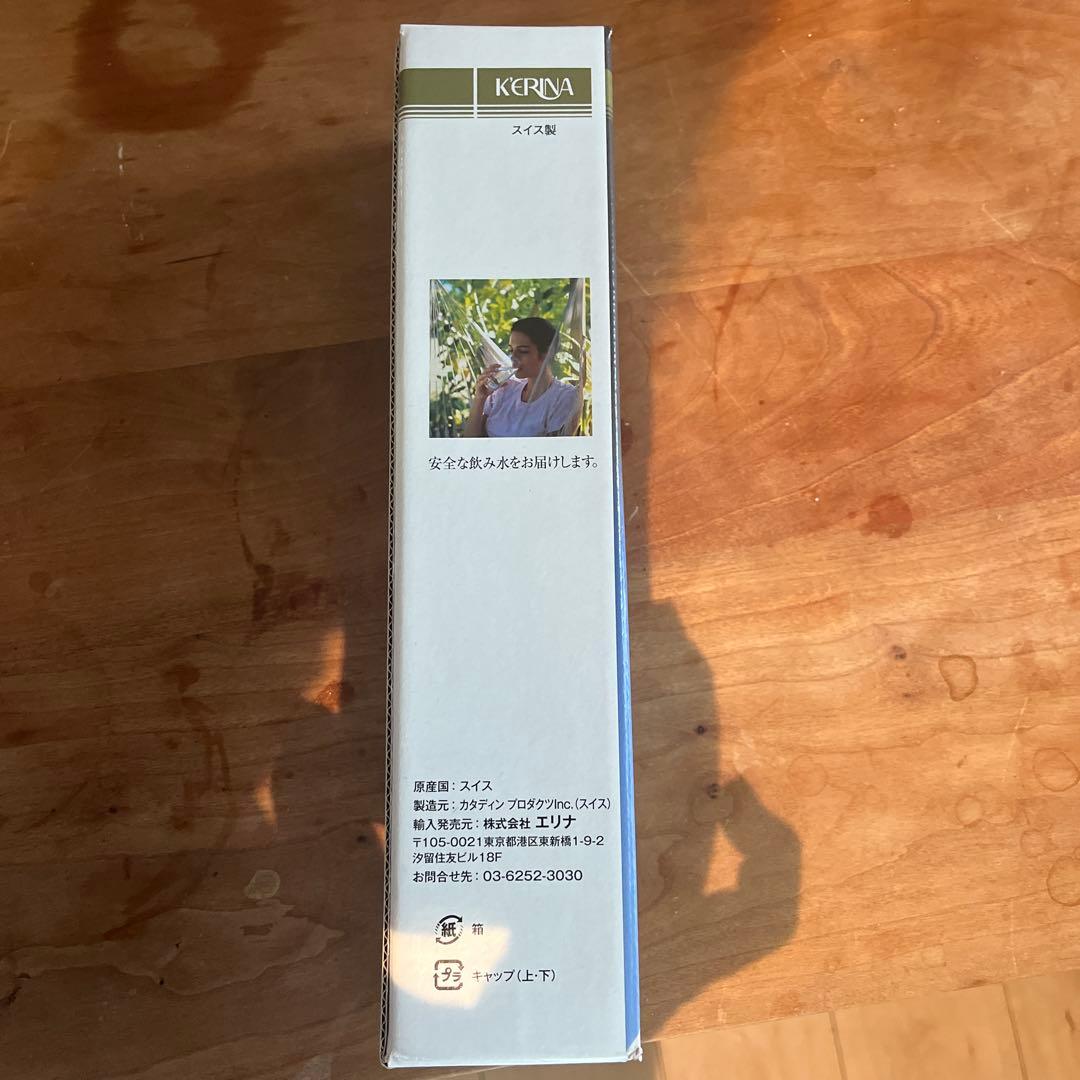 K'ERINA
スイス製
安全な飲み水をお届けします。
原産国：スイス
製造元：カタディン プロダクツInc.(スイス)
輸入発売元：株式会社 エリナ
〒105-0021東京都港区東新橋1-9-2
汐留住友ビル18F
お問合せ先：03-6252-3030
紙 箱
プラ キャップ(上・下)